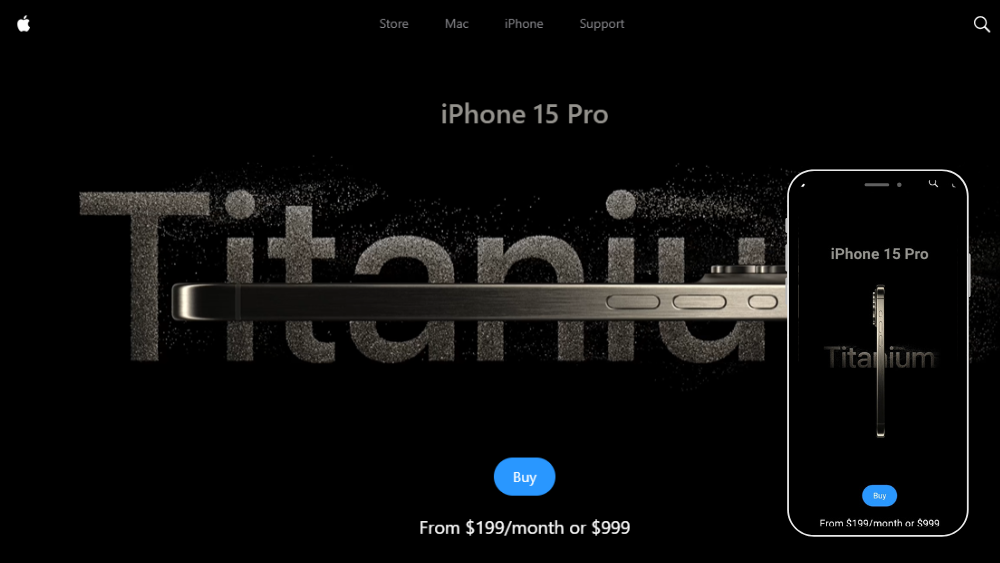 Store Mac iPhone Support
iPhone 15 Pro
Titaniu
Buy
From $199/month or $999
iPhone 15 Pro
Titanium
Buy
From $199/month or $999